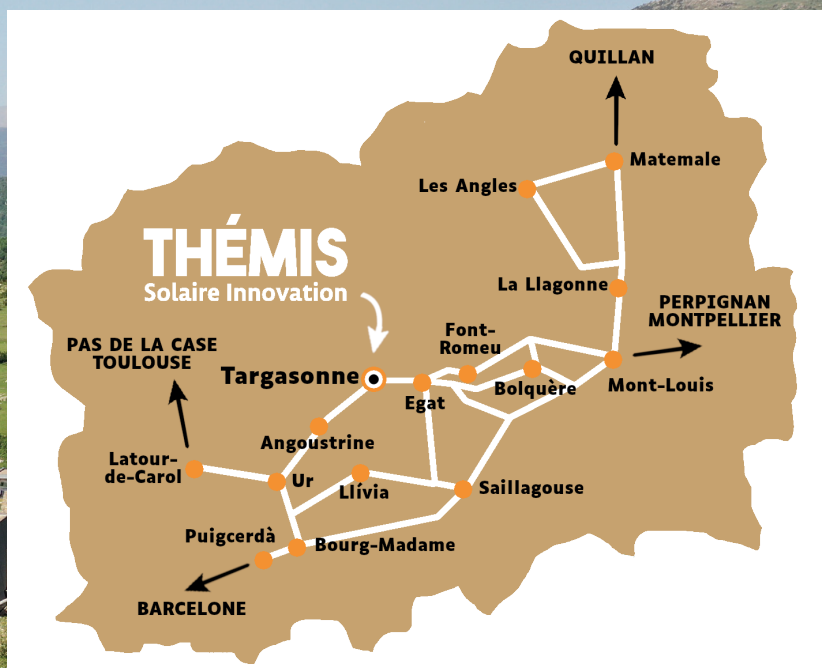 QUILLAN
Matemale
Les Angles
THÉMIS
Solaire Innovation
La Llagonne
PERPIGNAN
MONTPELLIER
Font-
Romeu
PAS DE LA CASE
TOULOUSE
Targasonne
Egat
Bolquère
Mont-Louis
Angoustrine
Latour-
de-Carol
Ur
Llívia
Saillagouse
Puigcerdà
Bourg-Madame
BARCELONE